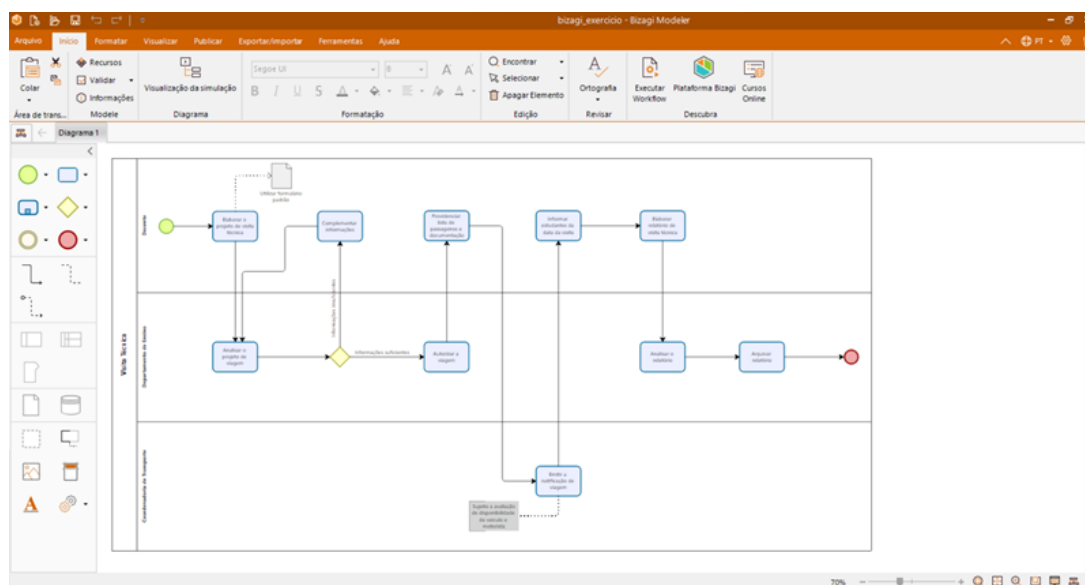 bizagi_exercicio - Bizagi Modeler
Arquivo Início Formatar Visualizar Publicar Exportar/Importar Ferramentas Ajuda
PT
Colar
Área de trans...
Recursos
Validar
Informações
Modele
Visualização da simulação
Diagrama
Segoe UI 8
B I U S A
Formatação
Encontrar
Selecionar
Apagar Elemento
Edição
Ortografia
Revisar
Executar
Workflow
Plataforma Bizagi
Cursos
Online
Descubra
Diagrama 1
Visita Técnica
Docente
Elaborar o
projeto de visita
técnica
Utilizar formulário
padrão
Complementar
informações
Providenciar
lista de
passageiros e
documentação
Informar
estudantes da
data da visita
Elaborar
relatório de
visita técnica
Departamento de Ensino
Analisar o
projeto de
viagem
Informações insuficientes
Informações suficientes
Autorizar a
viagem
Analisar o
relatório
Arquivar
relatório
Coordenadoria de Transporte
Emitir a
notificação de
viagem
Sujeito a avaliação
da disponibilidade
de veículo e
motorista
70%